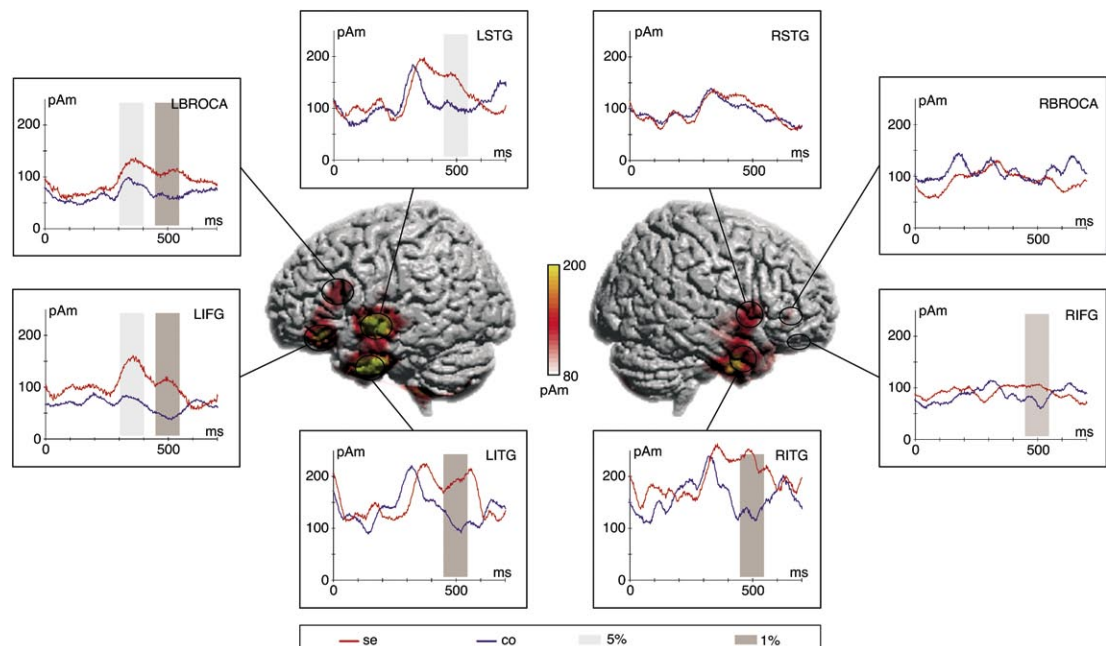 pAm LSTG
200
100
0
0 500
ms
pAm RSTG
200
100
0
0 500
ms
pAm LBROCA
200
100
0
0 500
ms
pAm RBROCA
200
100
0
0 500
ms
pAm LIFG
200
100
0
0 500
ms
200
80
pAm
pAm RIFG
200
100
0
0 500
ms
pAm LITG
200
100
0
0 500
ms
pAm RITG
200
100
0
0 500
ms
se co 5% 1%